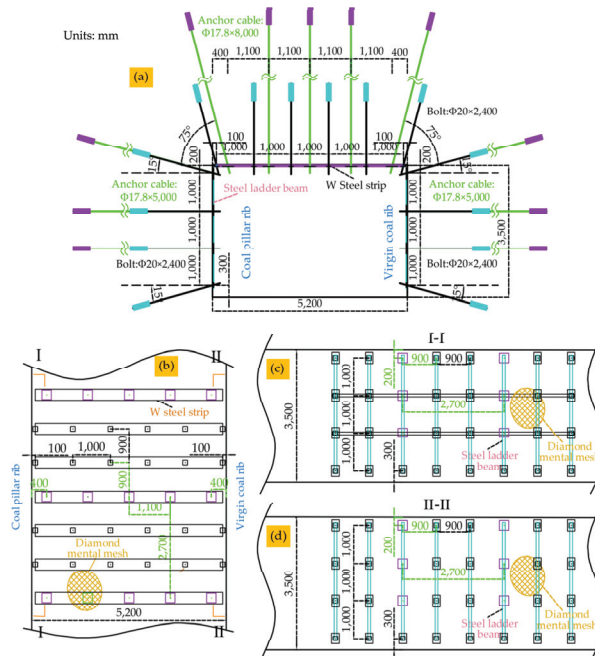 Units: mm
Anchor cable:
Φ17.8×8,000
400
1,100
1,100
1,100
1,100
400
(a)
Bolt:Φ20×2,400
75°
75°
100
100
1,000
1,000
1,000
1,000
1,000
200
200
15°
15°
W Steel strip
Steel ladder beam
Anchor cable:
Φ17.8×5,000
Anchor cable:
Φ17.8×5,000
1,000
1,000
1,000
1,000
1,000
1,000
3,500
Coal pillar rib
Virgin coal rib
Bolt:Φ20×2,400
Bolt:Φ20×2,400
300
15°
15°
5,200
I
II
(b)
W steel strip
100
1,000
900
100
900
400
400
1,100
2,700
Coal pillar rib
Virgin coal rib
Diamond
mental mesh
I
II
5,200
I-I
(c)
200
900
900
1,000
1,000
1,000
3,500
2,700
300
Steel ladder
beam
Diamond
mental mesh
II-II
(d)
200
900
900
1,000
1,000
1,000
3,500
2,700
300
Steel ladder
beam
Diamond
mental mesh